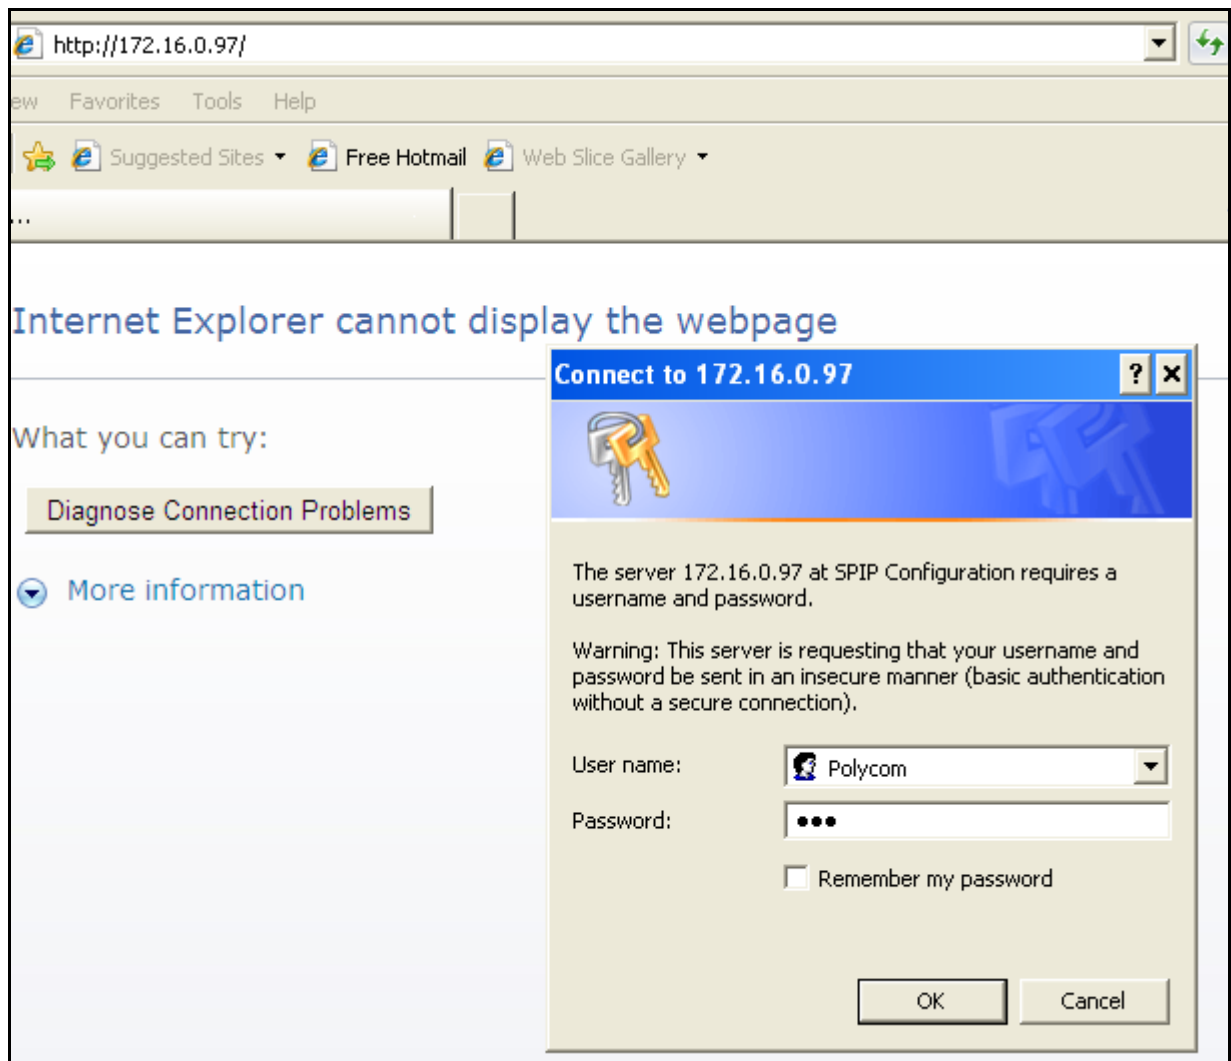 http://172.16.0.97/
ew Favorites Tools Help
Suggested Sites Free Hotmail Web Slice Gallery
...
Internet Explorer cannot display the webpage
What you can try:
Diagnose Connection Problems
More information
Connect to 172.16.0.97
The server 172.16.0.97 at SPIP Configuration requires a
username and password.
Warning: This server is requesting that your username and
password be sent in an insecure manner (basic authentication
without a secure connection).
User name: Polycom
Password: •••
Remember my password
OK Cancel